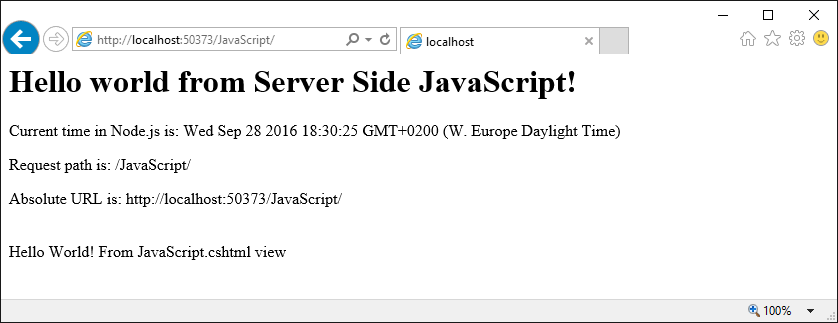 http://localhost:50373/JavaScript/
localhost
Hello world from Server Side JavaScript!
Current time in Node.js is: Wed Sep 28 2016 18:30:25 GMT+0200 (W. Europe Daylight Time)
Request path is: /JavaScript/
Absolute URL is: http://localhost:50373/JavaScript/
Hello World! From JavaScript.cshtml view
100%